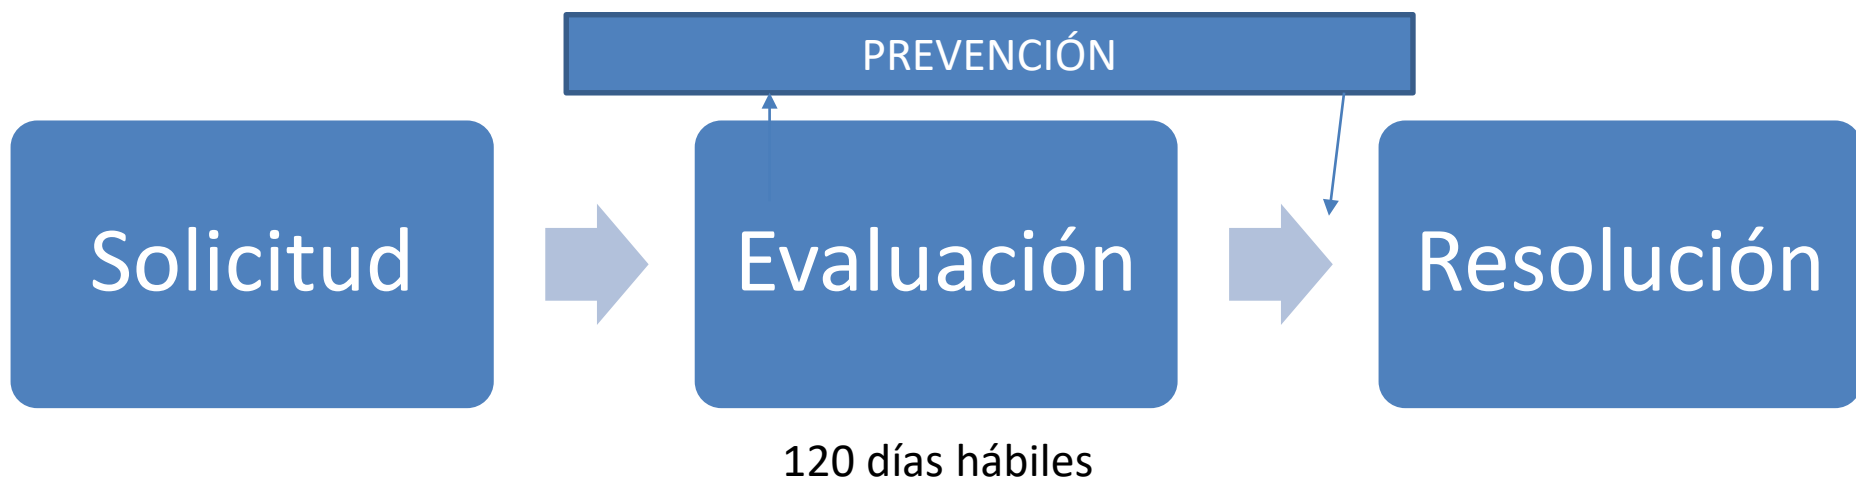 PREVENCIÓN
Solicitud
Evaluación
Resolución
120 días hábiles